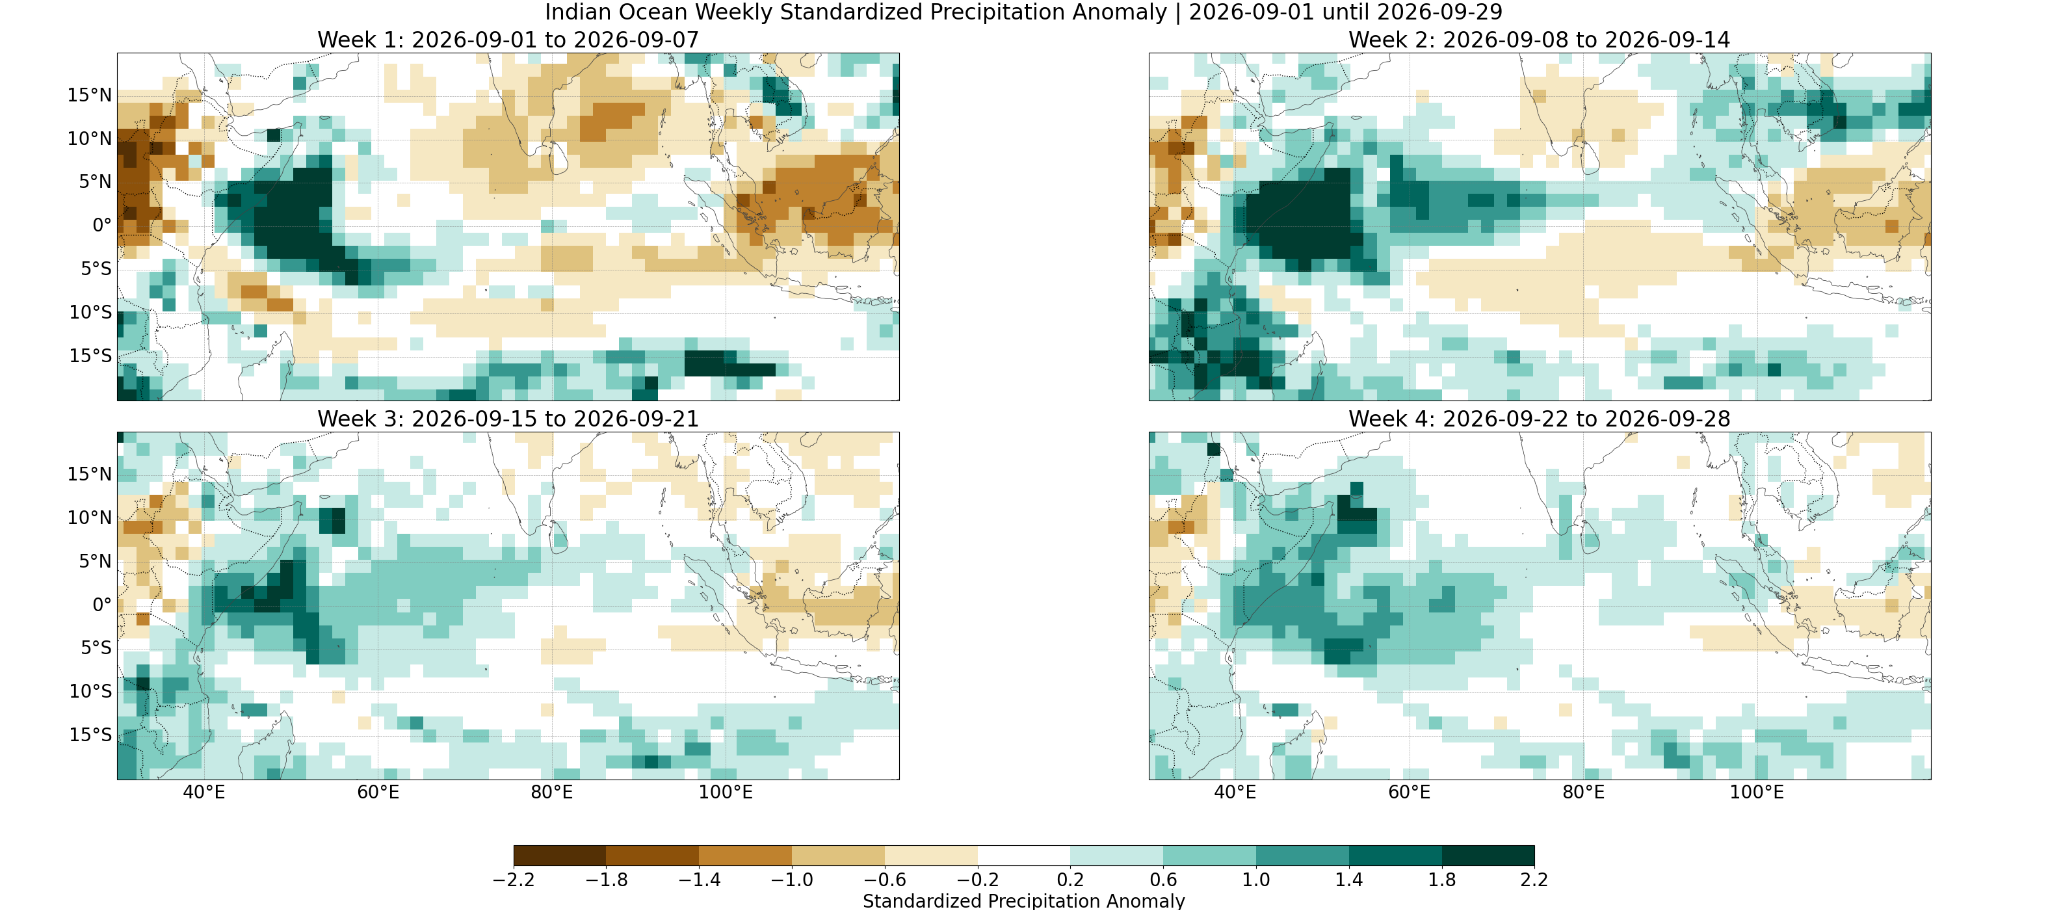 Indian Ocean Weekly Standardized Precipitation Anomaly | 2026-09-01 until 2026-09-29
Week 1: 2026-09-01 to 2026-09-07
Week 2: 2026-09-08 to 2026-09-14
15°N
10°N
5°N
0°
5°S
10°S
15°S
Week 3: 2026-09-15 to 2026-09-21
Week 4: 2026-09-22 to 2026-09-28
15°N
10°N
5°N
0°
5°S
10°S
15°S
40°E 60°E 80°E 100°E
40°E 60°E 80°E 100°E
−2.2 −1.8 −1.4 −1.0 −0.6 −0.2 0.2 0.6 1.0 1.4 1.8 2.2
Standardized Precipitation Anomaly